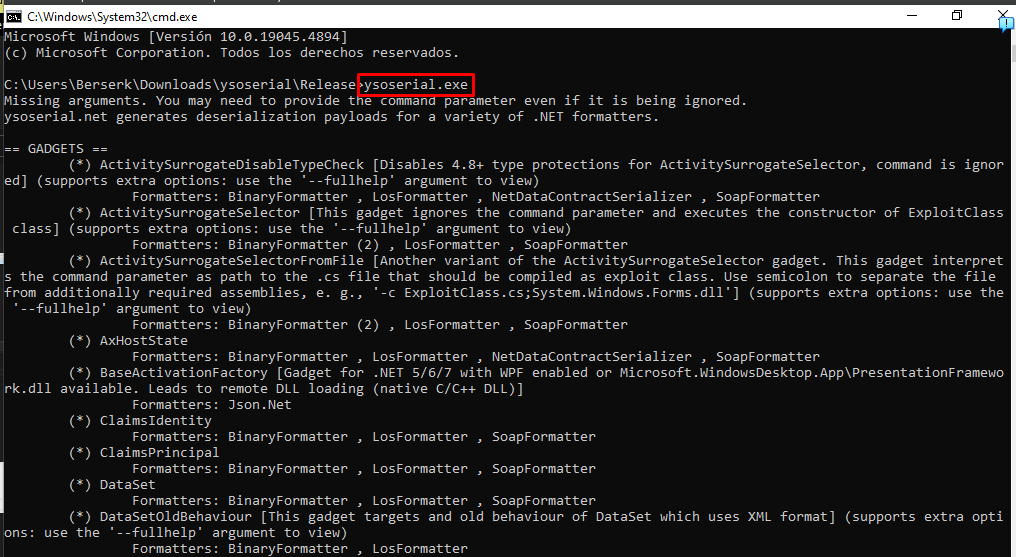 C:\Windows\System32\cmd.exe
Microsoft Windows [Versión 10.0.19045.4894]
(c) Microsoft Corporation. Todos los derechos reservados.
C:\Users\Berserk\Downloads\ysoserial\Release>ysoserial.exe
Missing arguments. You may need to provide the command parameter even if it is being ignored.
ysoserial.net generates deserialization payloads for a variety of .NET formatters.
== GADGETS ==
(*) ActivitySurrogateDisableTypeCheck [Disables 4.8+ type protections for ActivitySurrogateSelector, command is ignor
ed] (supports extra options: use the '--fullhelp' argument to view)
Formatters: BinaryFormatter , LosFormatter , NetDataContractSerializer , SoapFormatter
(*) ActivitySurrogateSelector [This gadget ignores the command parameter and executes the constructor of ExploitClass
class] (supports extra options: use the '--fullhelp' argument to view)
Formatters: BinaryFormatter (2) , LosFormatter , SoapFormatter
(*) ActivitySurrogateSelectorFromFile [Another variant of the ActivitySurrogateSelector gadget. This gadget interpret
s the command parameter as path to the .cs file that should be compiled as exploit class. Use semicolon to separate the file
from additionally required assemblies, e. g., '-c ExploitClass.cs;System.Windows.Forms.dll'] (supports extra options: use the
'--fullhelp' argument to view)
Formatters: BinaryFormatter (2) , LosFormatter , SoapFormatter
(*) AxHostState
Formatters: BinaryFormatter , LosFormatter , NetDataContractSerializer , SoapFormatter
(*) BaseActivationFactory [Gadget for .NET 5/6/7 with WPF enabled or Microsoft.WindowsDesktop.App\PresentationFramewo
rk.dll available. Leads to remote DLL loading (native C/C++ DLL)]
Formatters: Json.Net
(*) ClaimsIdentity
Formatters: BinaryFormatter , LosFormatter , SoapFormatter
(*) ClaimsPrincipal
Formatters: BinaryFormatter , LosFormatter , SoapFormatter
(*) DataSet
Formatters: BinaryFormatter , LosFormatter , SoapFormatter
(*) DataSetOldBehaviour [This gadget targets and old behaviour of DataSet which uses XML format] (supports extra opti
ons: use the '--fullhelp' argument to view)
Formatters: BinaryFormatter , LosFormatter